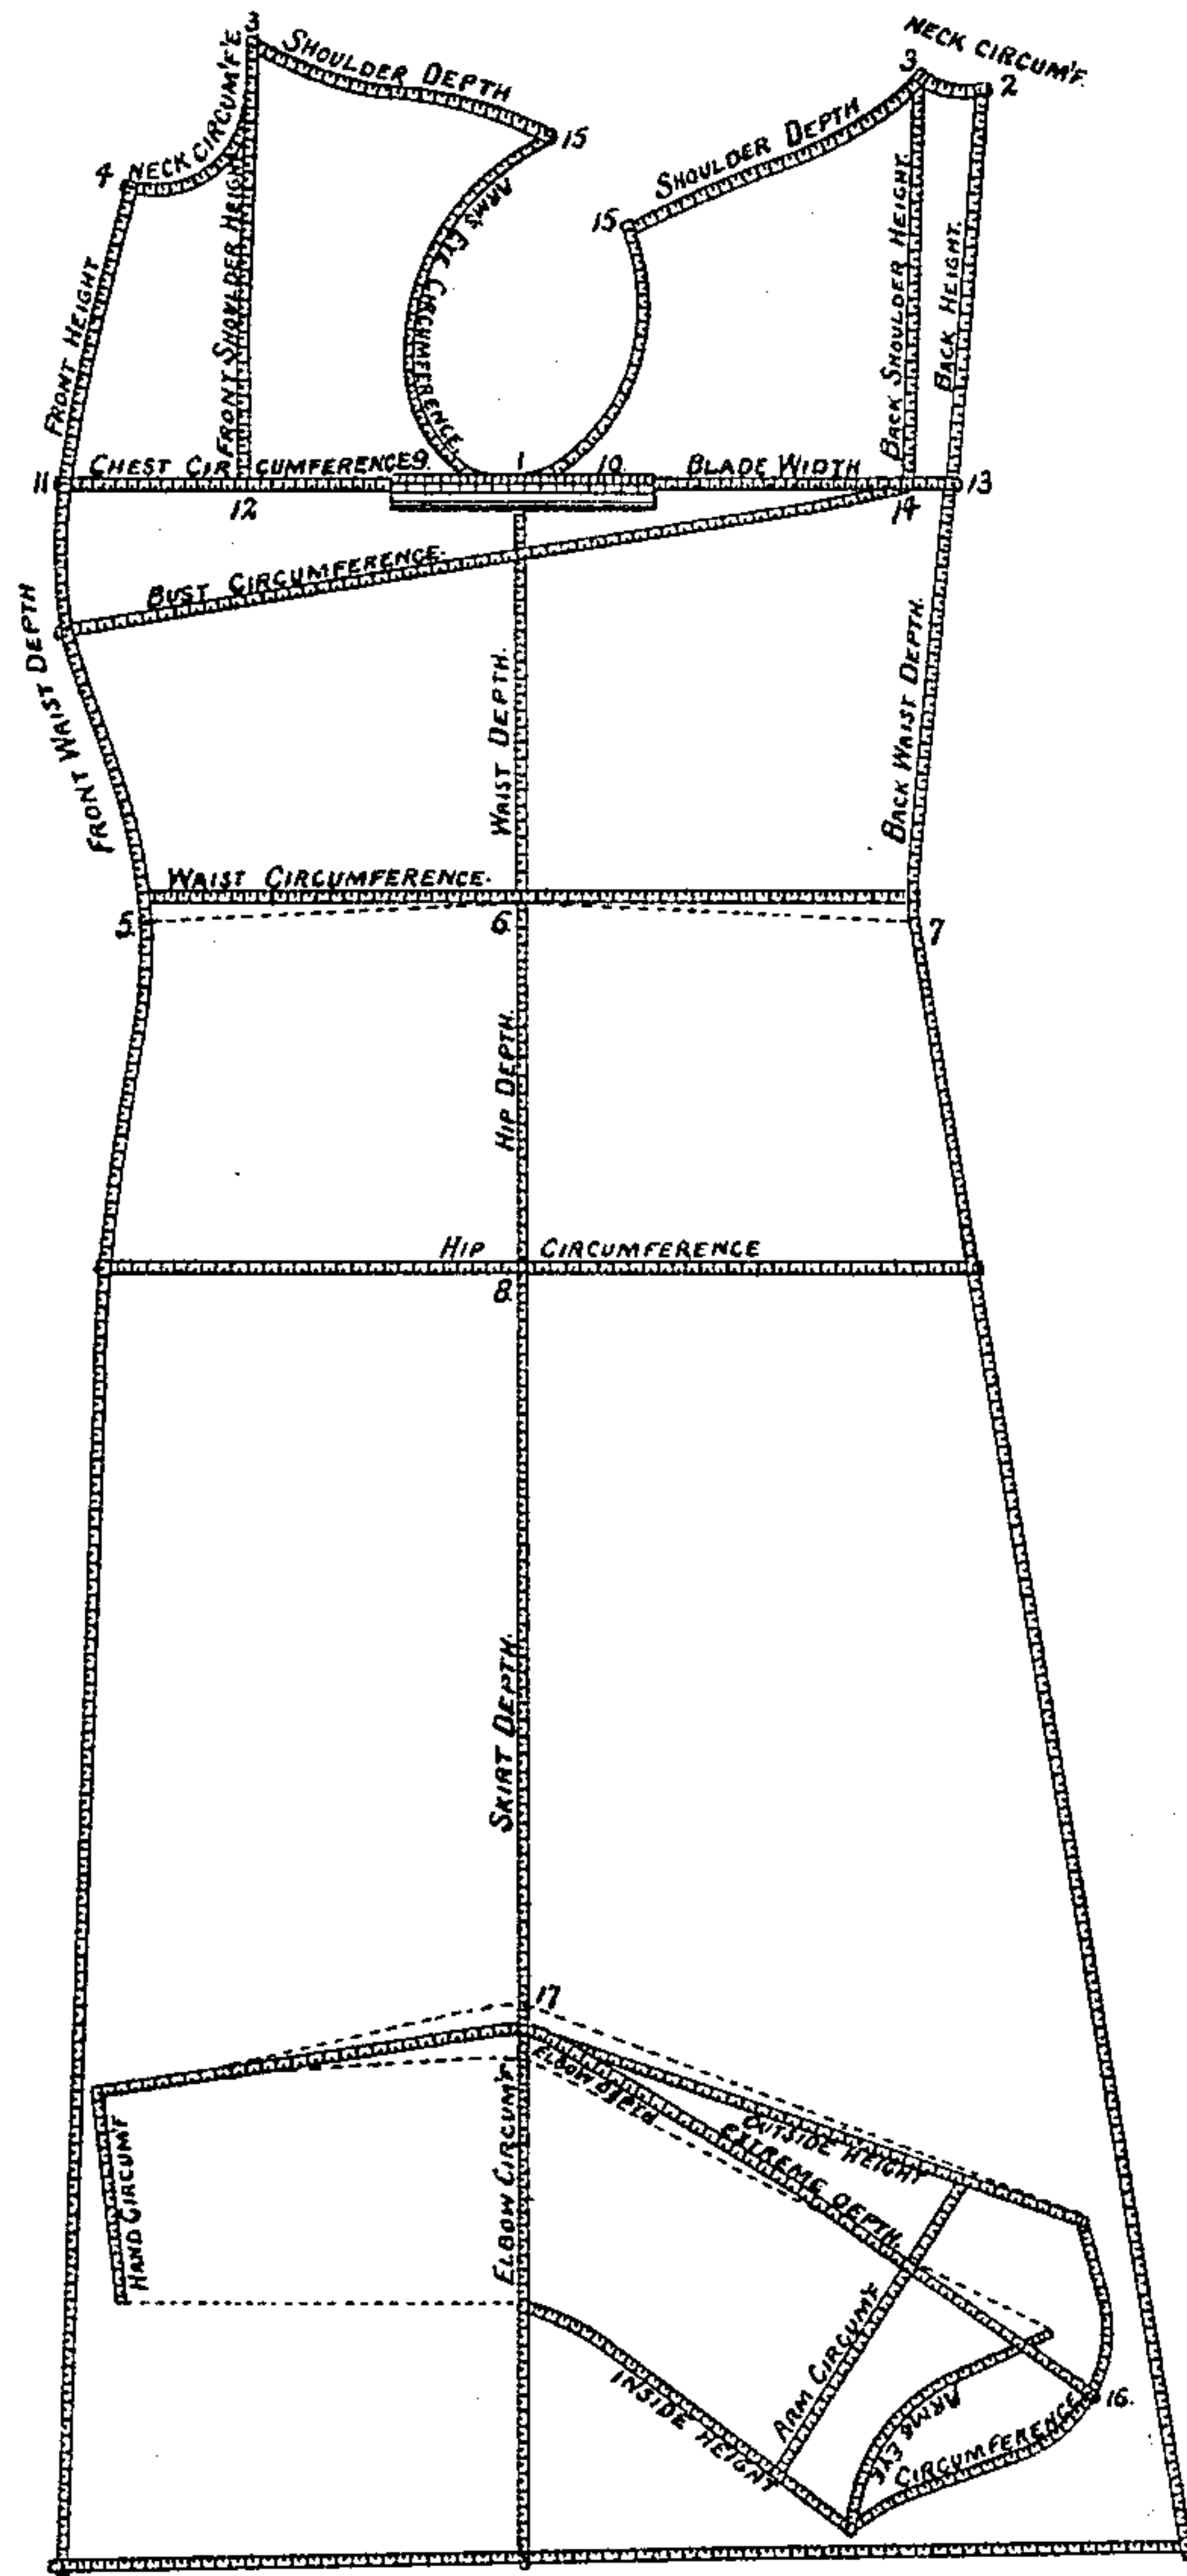 3
SHOULDER DEPTH
NECK CIRCUM'F'E
4
FRONT SHOULDER HEIGHT
FRONT HEIGHT
15
ARMS EYE CIRCUMFERENCE.
NECK CIRCUM'F.
3
2
SHOULDER DEPTH
15
BACK SHOULDER HEIGHT.
BACK HEIGHT.
11
CHEST CIRCUMFERENCE
9.
1
10.
BLADE WIDTH
13
12
14
BUST CIRCUMFERENCE.
FRONT WAIST DEPTH
WAIST DEPTH.
BACK WAIST DEPTH.
WAIST CIRCUMFERENCE.
5.
6.
7
HIP DEPTH.
HIP CIRCUMFERENCE
8.
SKIRT DEPTH.
17
ELBOW DEPTH
OUTSIDE HEIGHT
EXTREME DEPTH.
HAND CIRCUM'F
ELBOW CIRCUM'F
ARM CIRCUM'F
INSIDE HEIGHT
ARMS EYE
CIRCUMFERENCE
16.